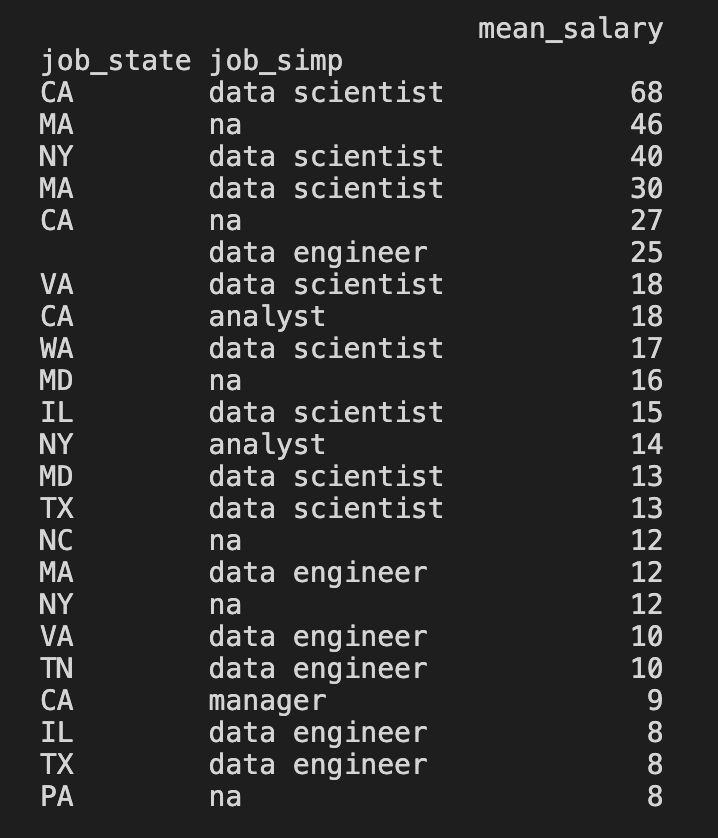 mean_salary
job_state job_simp
CA data scientist 68
MA na 46
NY data scientist 40
MA data scientist 30
CA na 27
data engineer 25
VA data scientist 18
CA analyst 18
WA data scientist 17
MD na 16
IL data scientist 15
NY analyst 14
MD data scientist 13
TX data scientist 13
NC na 12
MA data engineer 12
NY na 12
VA data engineer 10
TN data engineer 10
CA manager 9
IL data engineer 8
TX data engineer 8
PA na 8